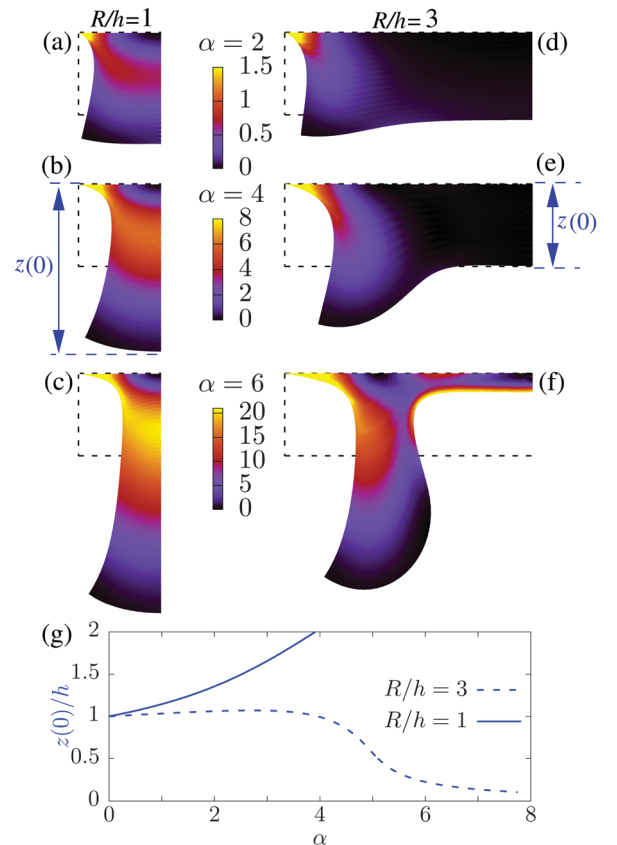 R/h=1
R/h=3
(a)
α = 2
(d)
1.5
1
0.5
0
(b)
α = 4
(e)
z(0)
8
6
4
2
0
z(0)
(c)
α = 6
(f)
20
15
10
5
0
(g)
z(0)/h
2
1.5
1
0.5
0
R/h = 3
R/h = 1
0
2
4
6
8
α